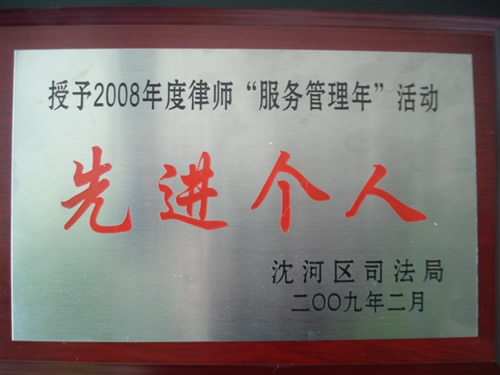 授予2008年度律师“服务管理年”活动
先进个人
沈河区司法局
二〇〇九年二月